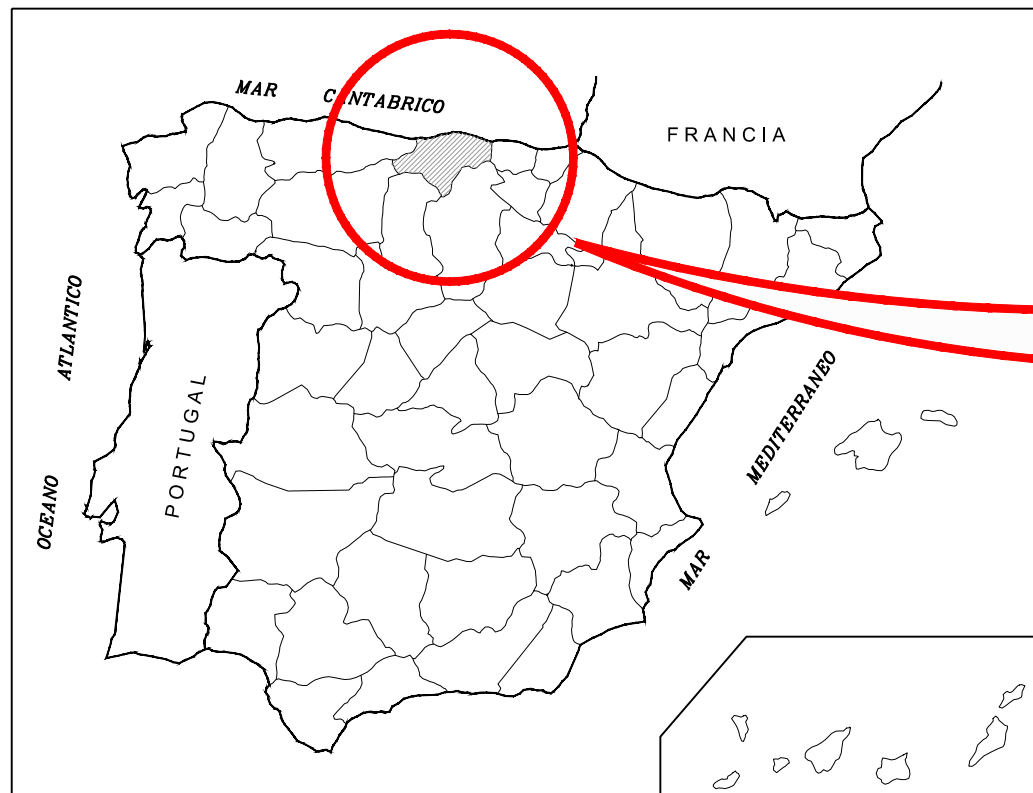 MAR CANTABRICO
FRANCIA
ATLANTICO
OCEANO
PORTUGAL
MEDITERRANEO
MAR